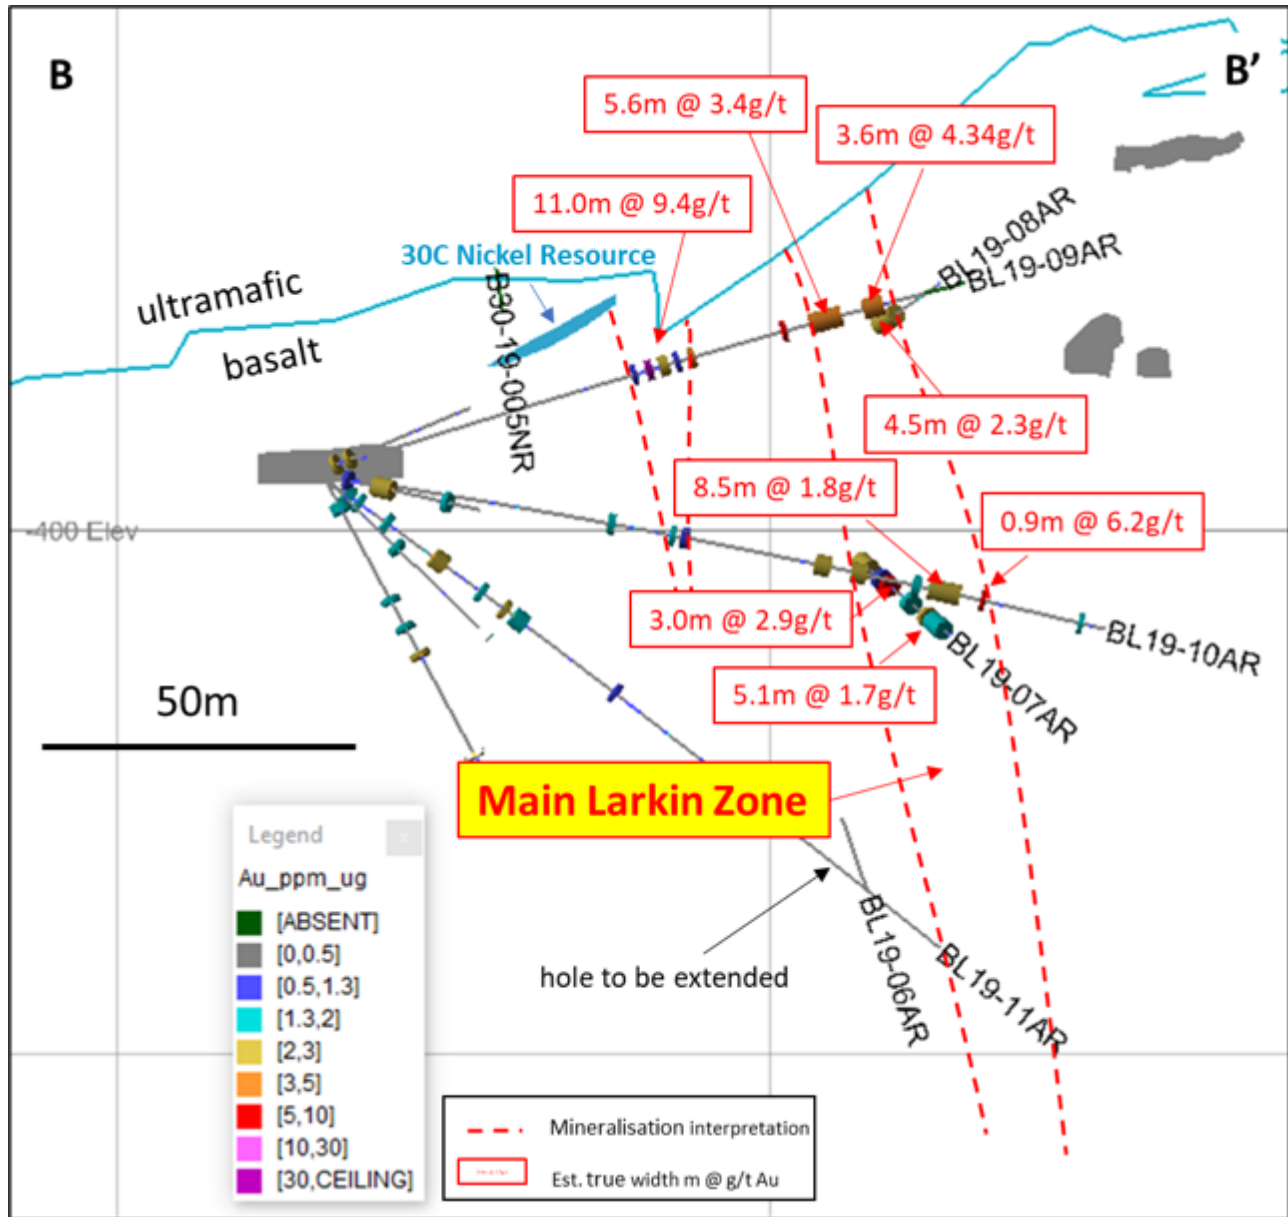 B
B’
5.6m @ 3.4g/t
3.6m @ 4.34g/t
11.0m @ 9.4g/t
BL19-08AR
BL19-09AR
30C Nickel Resource
ultramafic
basalt
B30-19-005NR
4.5m @ 2.3g/t
8.5m @ 1.8g/t
0.9m @ 6.2g/t
-400 Elev
3.0m @ 2.9g/t
BL19-10AR
5.1m @ 1.7g/t
BL19-07AR
50m
Main Larkin Zone
hole to be extended
BL19-06AR
BL19-11AR
Legend
x
Au_ppm_ug
[ABSENT]
[0,0.5]
[0.5,1.3]
[1.3,2]
[2,3]
[3,5]
[5,10]
[10,30]
[30,CEILING]
Mineralisation interpretation
Est. true width m @ g/t Au